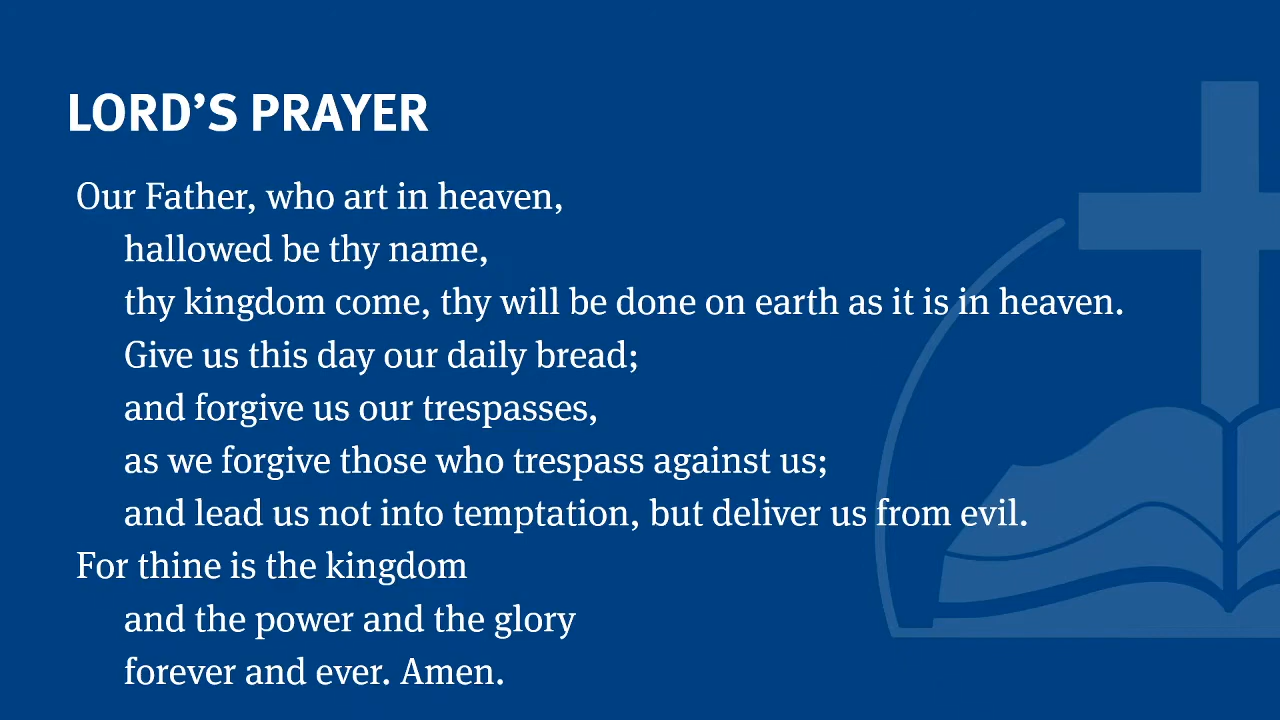 LORD’S PRAYER
Our Father, who art in heaven,
hallowed be thy name,
thy kingdom come, thy will be done on earth as it is in heaven.
Give us this day our daily bread;
and forgive us our trespasses,
as we forgive those who trespass against us;
and lead us not into temptation, but deliver us from evil.
For thine is the kingdom
and the power and the glory
forever and ever. Amen.